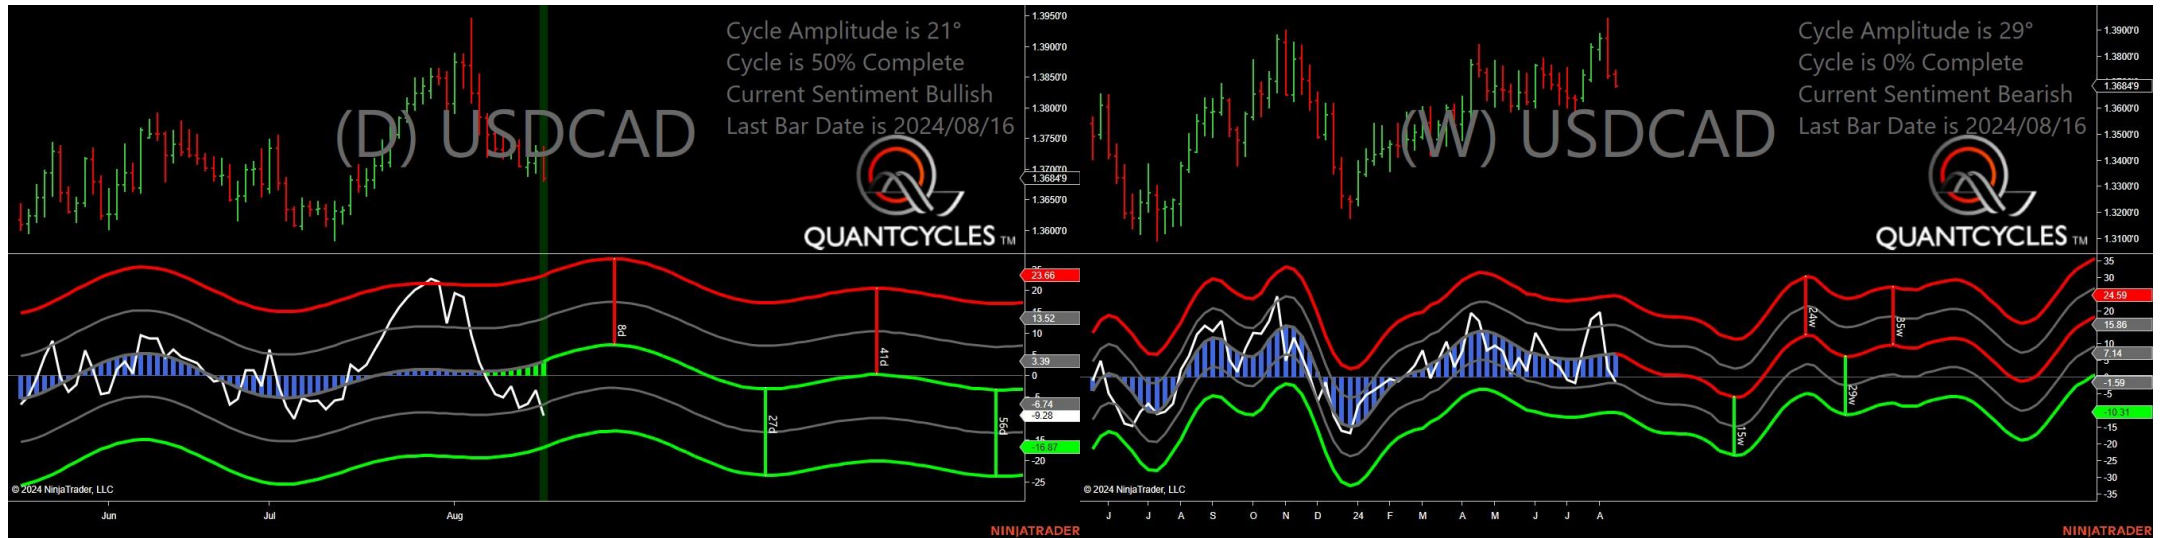 Cycle Amplitude is 21°
Cycle is 50% Complete
Current Sentiment Bullish
Last Bar Date is 2024/08/16
(D) USDCAD
QUANTCYCLES TM
1.3950'0
1.3900'0
1.3850'0
1.3800'0
1.3750'0
1.3700'0
1.3684'9
1.3650'0
1.3600'0
23.66
20
13.52
10
3.39
0
-6.74
-9.28
-15
-16.87
-20
-25
8d
27d
41d
56d
© 2024 NinjaTrader, LLC
Jun
Jul
Aug
NINJATRADER
Cycle Amplitude is 29°
Cycle is 0% Complete
Current Sentiment Bearish
Last Bar Date is 2024/08/16
(W) USDCAD
QUANTCYCLES TM
1.3900'0
1.3800'0
1.3684'9
1.3600'0
1.3500'0
1.3400'0
1.3300'0
1.3200'0
1.3100'0
35
30
24.59
20
15.86
10
7.14
0
-1.59
-5
-10.31
-15
-20
-25
-30
-35
15w
24w
29w
35w
© 2024 NinjaTrader, LLC
J J A S O N D 24 F M A M J J A
NINJATRADER